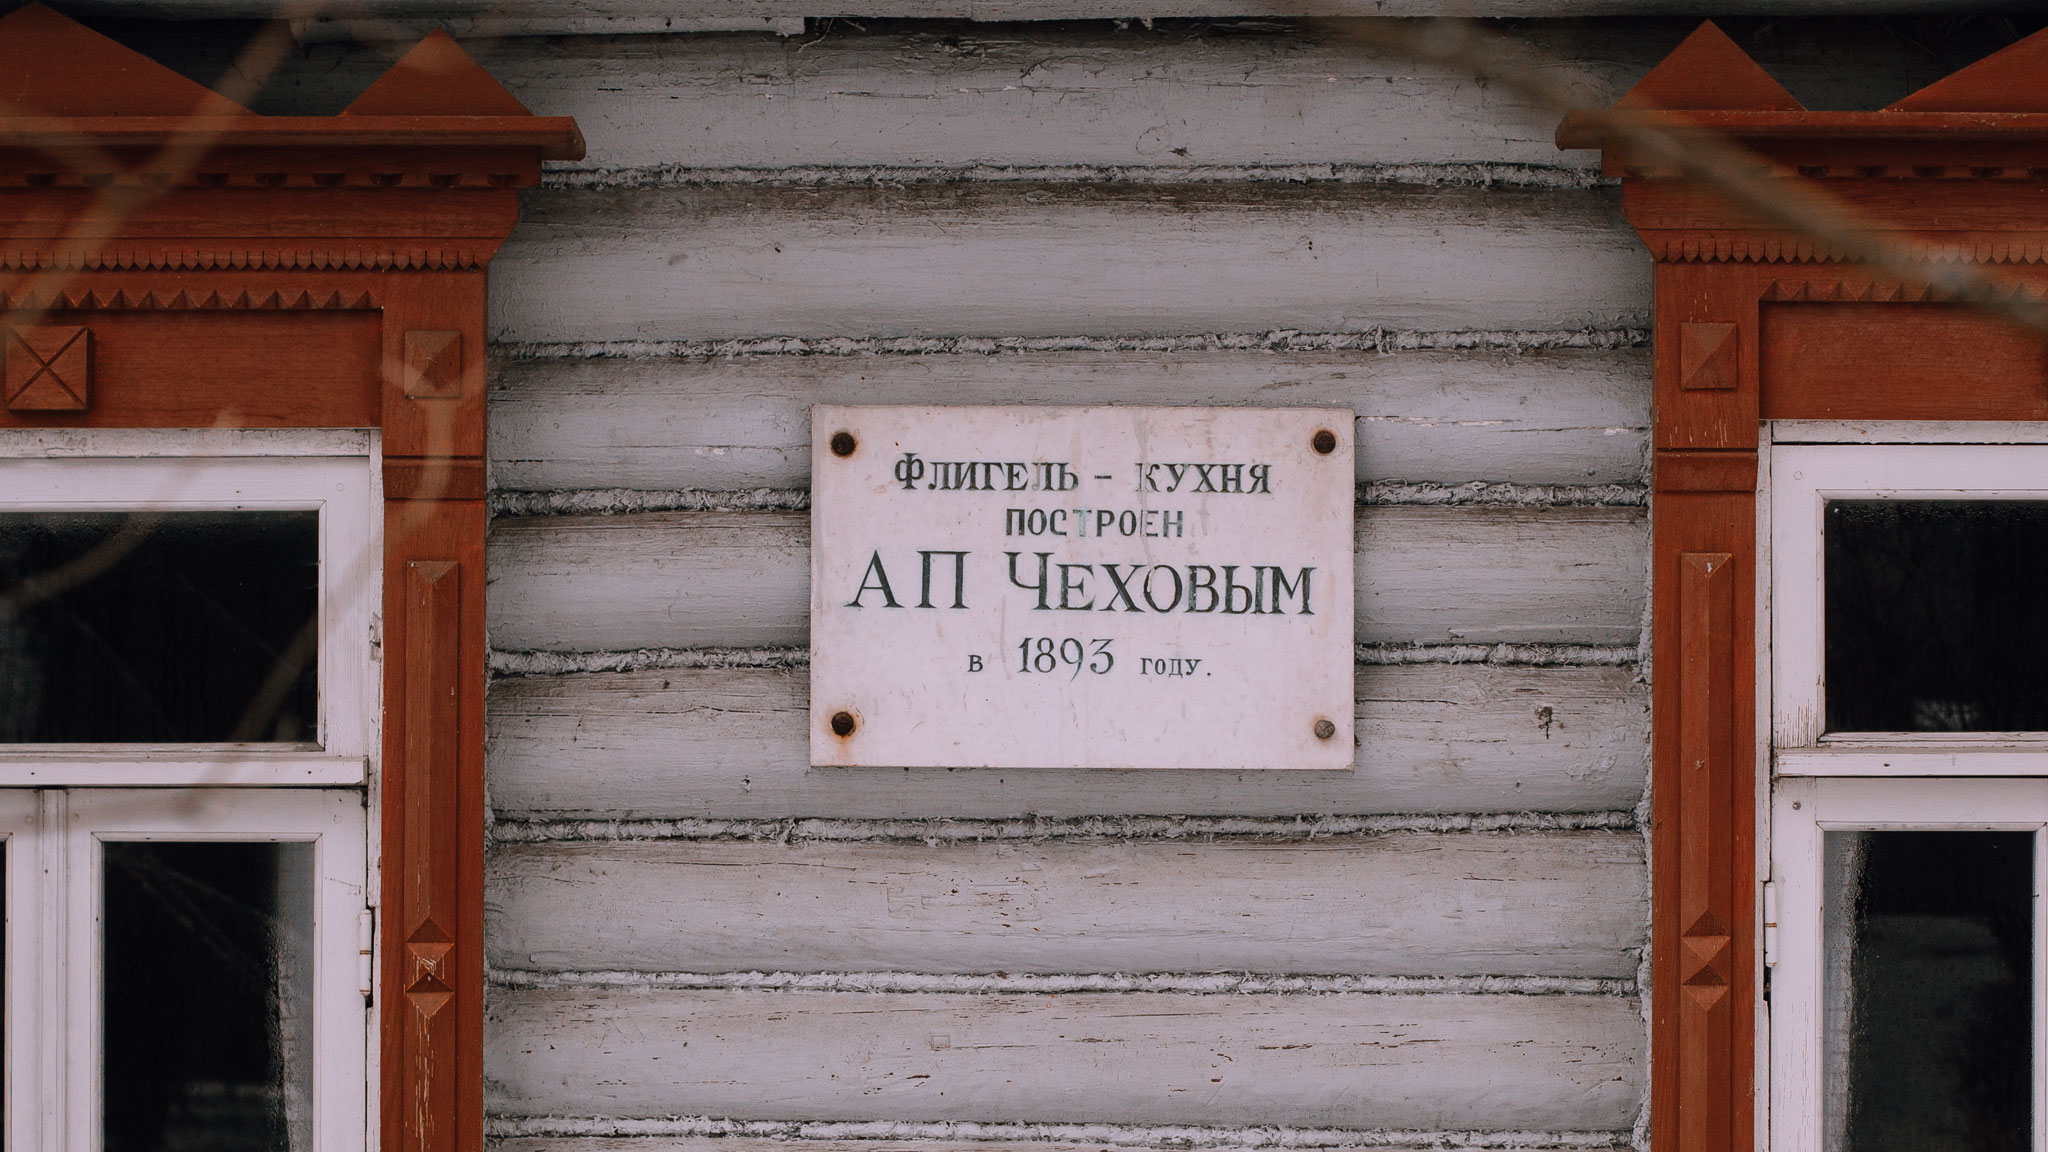 Флигель – кухня
построен
А П Чеховым
в 1893 году.